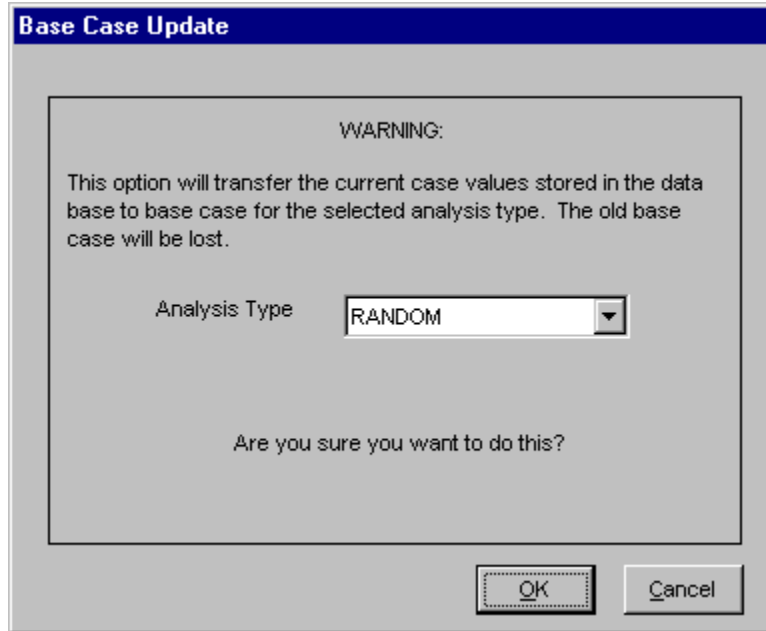 Base Case Update
WARNING:
This option will transfer the current case values stored in the data
base to base case for the selected analysis type.  The old base
case will be lost.
Analysis Type
RANDOM
Are you sure you want to do this?
OK
Cancel